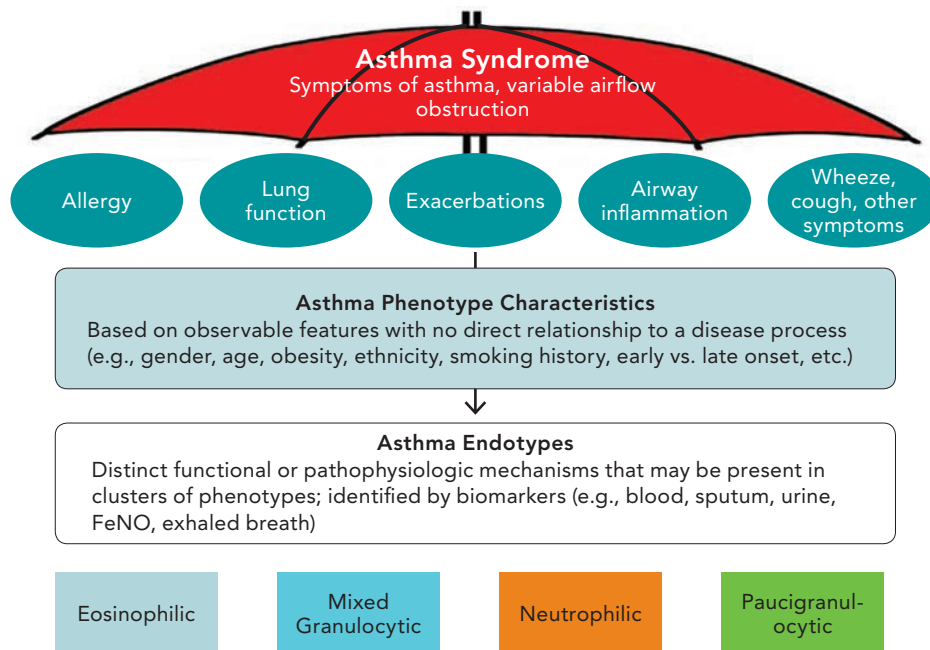 Asthma Syndrome
Symptoms of asthma, variable airflow
obstruction
Allergy
Lung
function
Exacerbations
Airway
inflammation
Wheeze,
cough, other
symptoms
Asthma Phenotype Characteristics
Based on observable features with no direct relationship to a disease process
(e.g., gender, age, obesity, ethnicity, smoking history, early vs. late onset, etc.)
Asthma Endotypes
Distinct functional or pathophysiologic mechanisms that may be present in
clusters of phenotypes; identified by biomarkers (e.g., blood, sputum, urine,
FeNO, exhaled breath)
Eosinophilic
Mixed
Granulocytic
Neutrophilic
Paucigranul-
ocytic